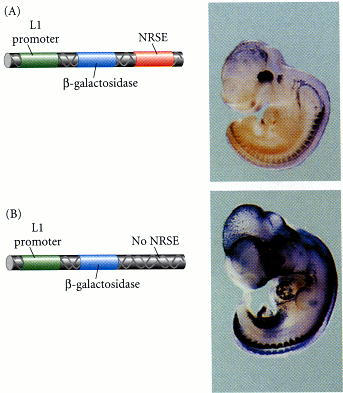 (A)
L1
promoter
NRSE
β-galactosidase
(B)
L1
promoter
No NRSE
β-galactosidase